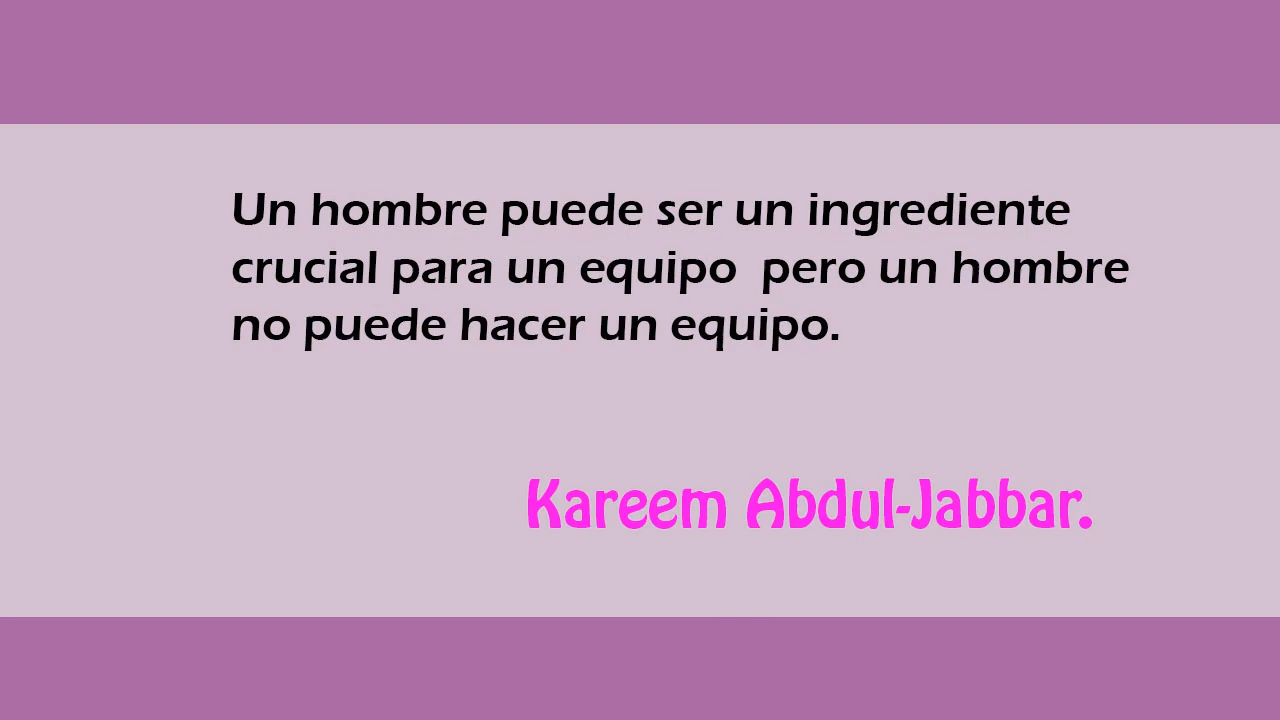 Un hombre puede ser un ingrediente
crucial para un equipo  pero un hombre
no puede hacer un equipo.
Kareem Abdul-Jabbar.